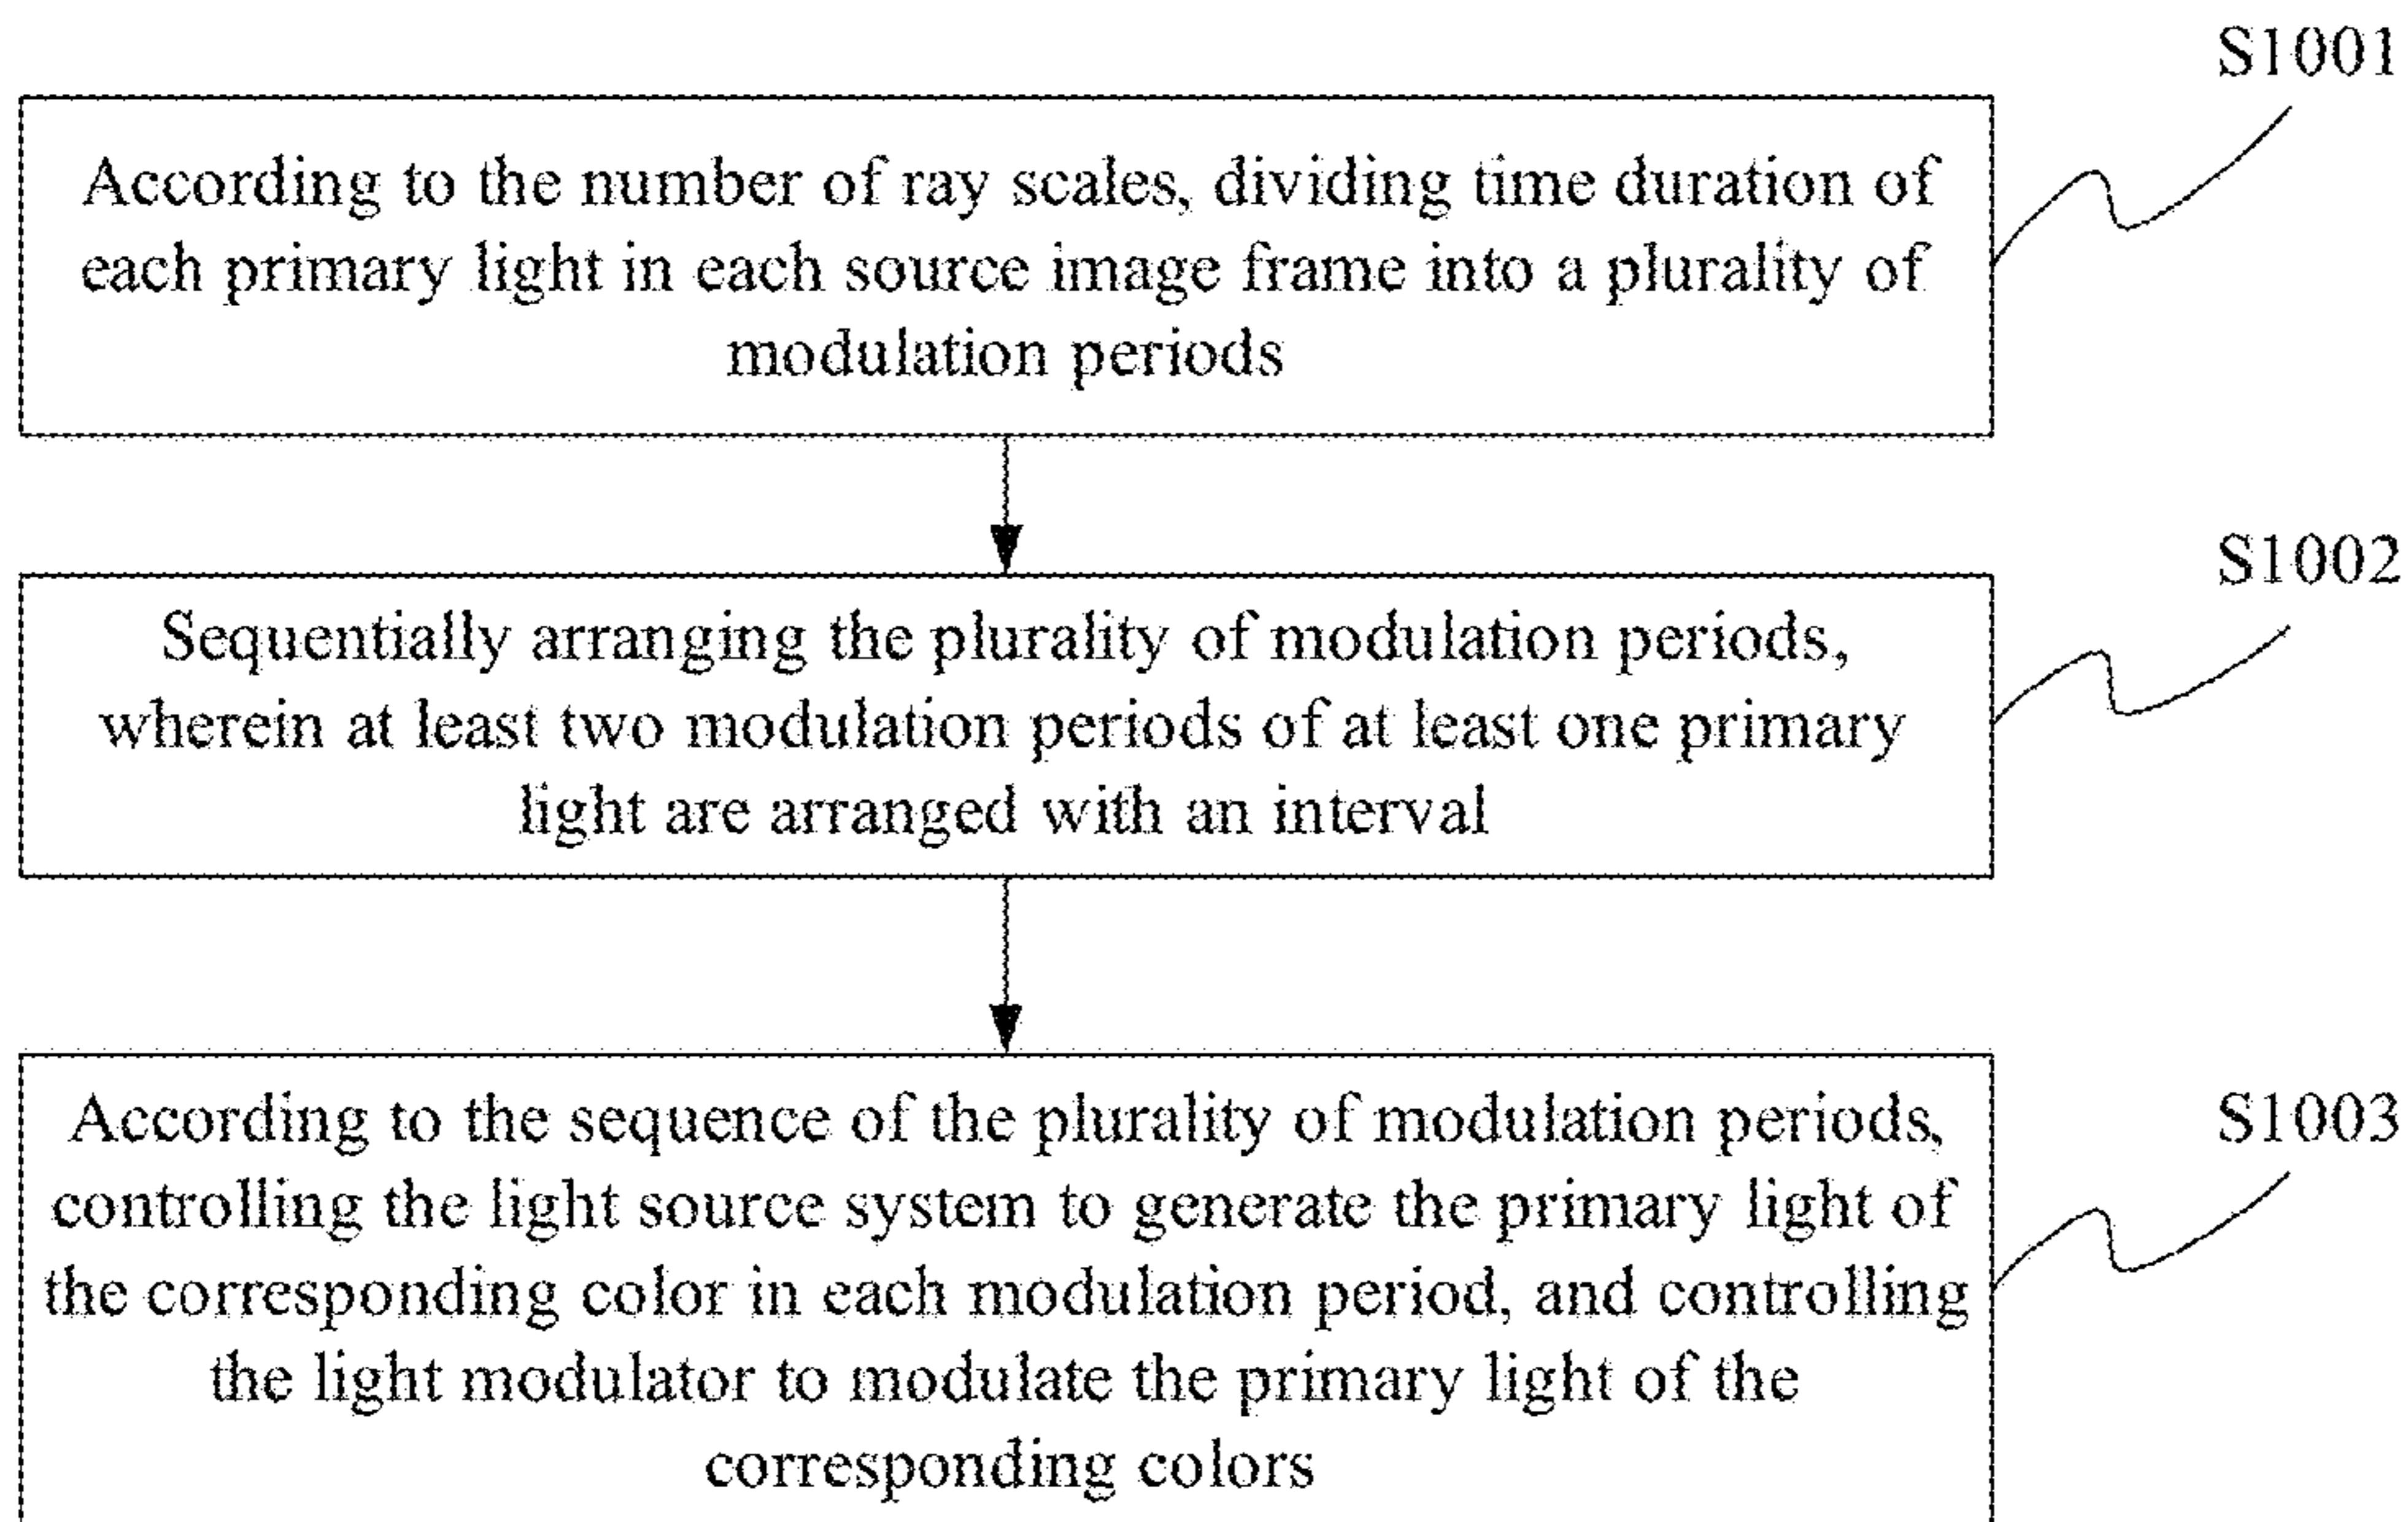 S1001
According to the number of ray scales, dividing time duration of
each primary light in each source image frame into a plurality of
modulation periods
S1002
Sequentially arranging the plurality of modulation periods,
wherein at least two modulation periods of at least one primary
light are arranged with an interval
S1003
According to the sequence of the plurality of modulation periods,
controlling the light source system to generate the primary light of
the corresponding color in each modulation period, and controlling
the light modulator to modulate the primary light of the
corresponding colors